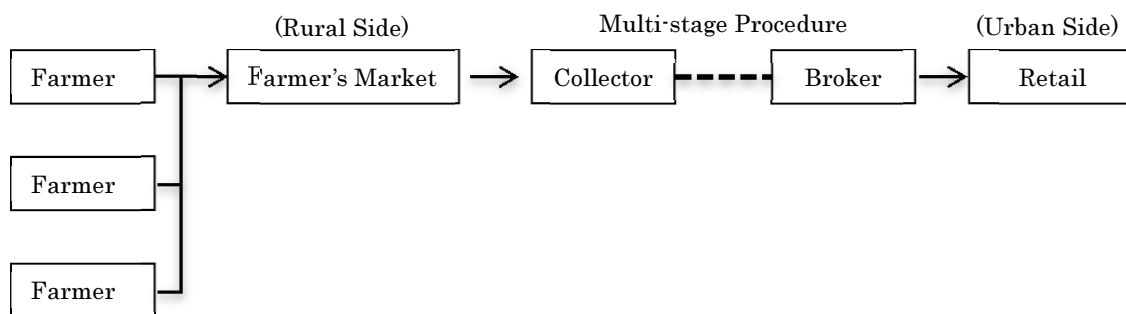 (Rural Side) Multi-stage Procedure (Urban Side)
Farmer Farmer's Market Collector Broker Retail
Farmer
Farmer